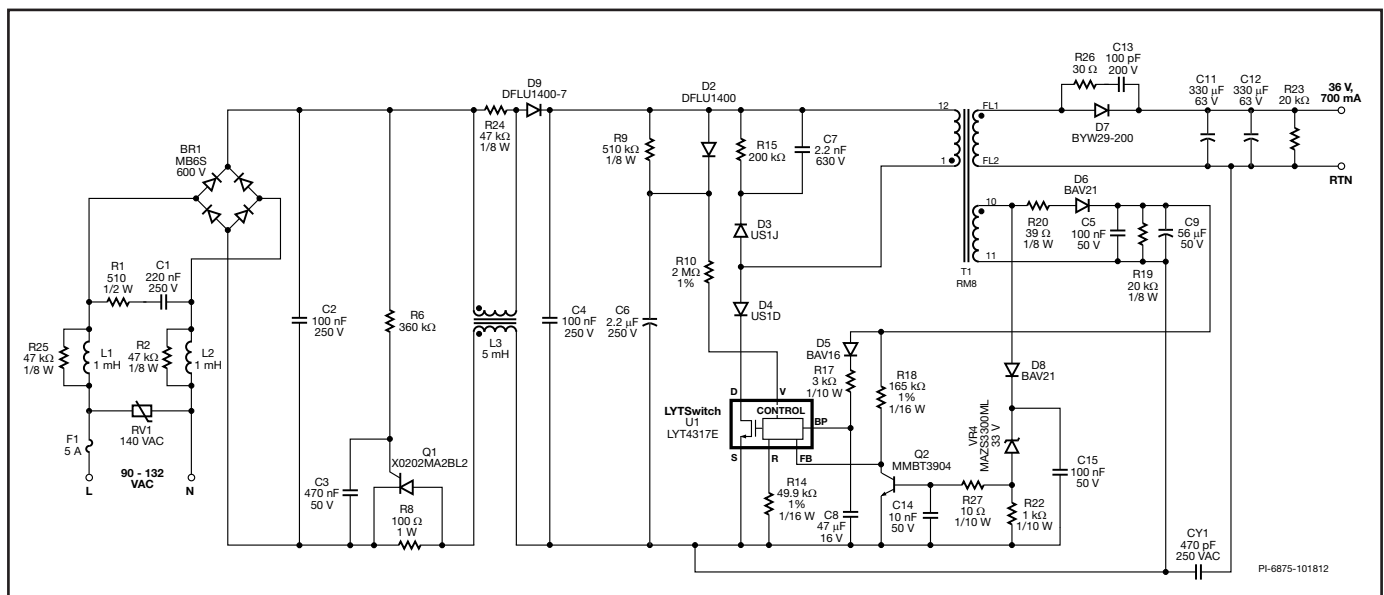 BR1
MB6S
600 V
R1
510
1/2 W
C1
220 nF
250 V
R25
47 kΩ
1/8 W
L1
1 mH
R2
47 kΩ
1/8 W
L2
1 mH
RV1
140 VAC
F1
5 A
90 - 132
VAC
L
N
C2
100 nF
250 V
C3
470 nF
50 V
R6
360 kΩ
Q1
X0202MA2BL2
R8
100 Ω
1 W
R24
47 kΩ
1/8 W
D9
DFLU1400-7
L3
5 mH
C4
100 nF
250 V
R9
510 kΩ
1/8 W
C6
2.2 µF
250 V
D2
DFLU1400
R15
200 kΩ
C7
2.2 nF
630 V
D3
US1J
R10
2 MΩ
1%
D4
US1D
LYTSwitch
U1
LYT4317E
D
V
CONTROL
BP
S
R
FB
R14
49.9 kΩ
1%
1/16 W
D5
BAV16
R17
3 kΩ
1/10 W
C8
47 µF
16 V
R18
165 kΩ
1%
1/16 W
Q2
MMBT3904
C14
10 nF
50 V
R27
10 Ω
1/10 W
R22
1 kΩ
1/10 W
VR4
MAZS3300ML
33 V
D8
BAV21
C15
100 nF
50 V
12
1
FL1
FL2
10
11
T1
RM8
R20
39 Ω
1/8 W
D6
BAV21
C5
100 nF
50 V
R19
20 kΩ
1/8 W
C9
56 µF
50 V
R26
30 Ω
C13
100 pF
200 V
D7
BYW29-200
C11
330 µF
63 V
C12
330 µF
63 V
R23
20 kΩ
36 V,
700 mA
RTN
CY1
470 pF
250 VAC
PI-6875-101812